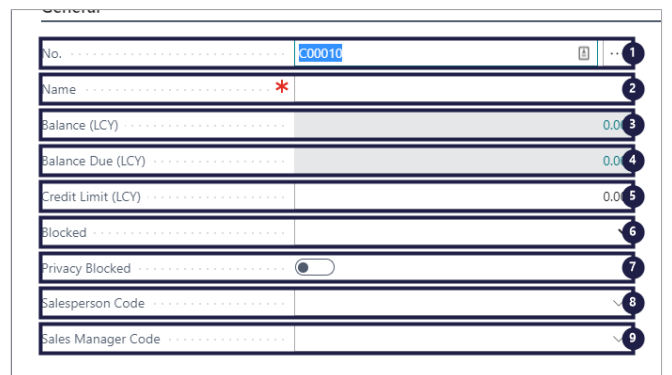 General
No. C00010 ... 1
Name * 2
Balance (LCY) 0.00 3
Balance Due (LCY) 0.00 4
Credit Limit (LCY) 0.00 5
Blocked 6
Privacy Blocked 7
Salesperson Code 8
Sales Manager Code 9